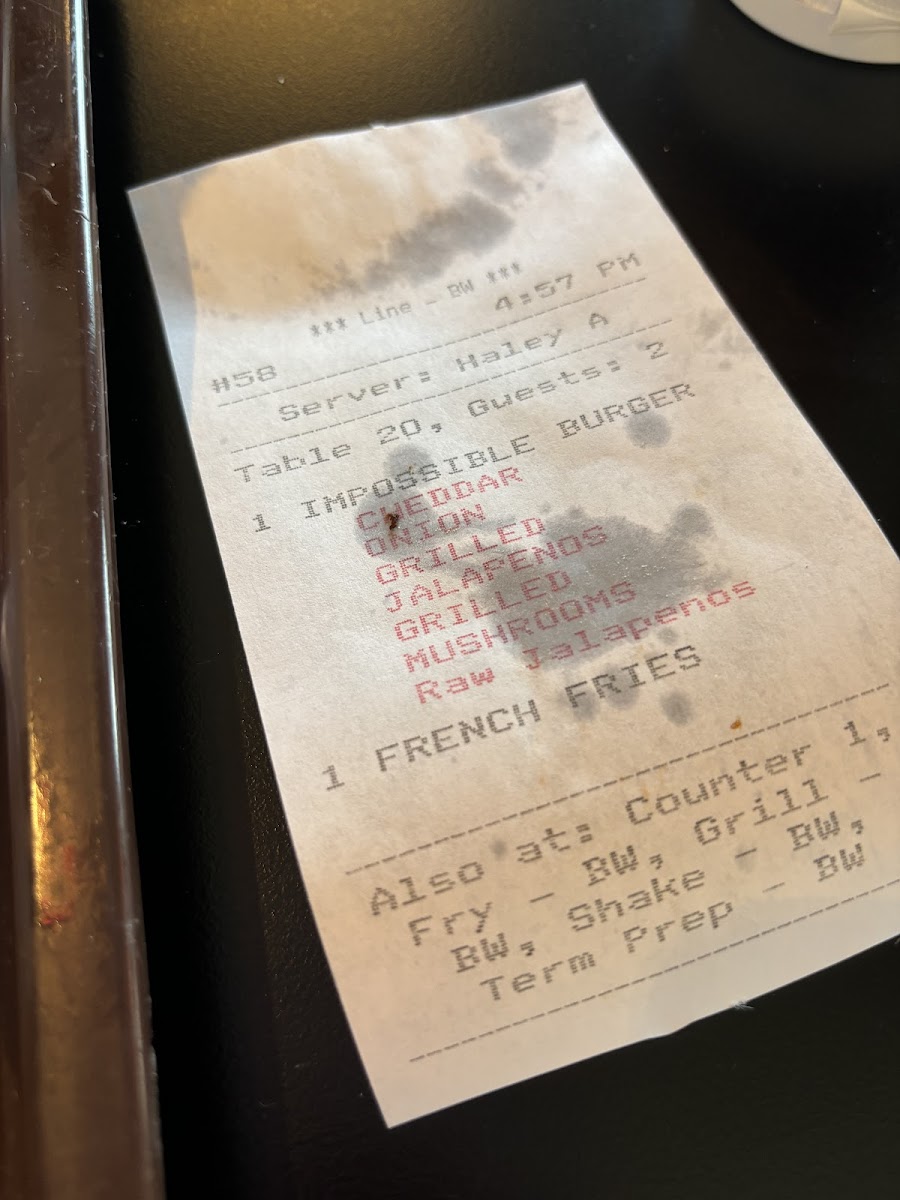 *** Line - BW ***
#58 4:57 PM
Server: Haley A
Table 20, Guests: 2
1 IMPOSSIBLE BURGER
CHEDDAR
ONION
GRILLED
JALAPENOS
GRILLED
MUSHROOMS
Raw Jalapenos
1 FRENCH FRIES
Also at: Counter 1,
Fry - BW, Grill -
BW, Shake - BW,
Term Prep - BW